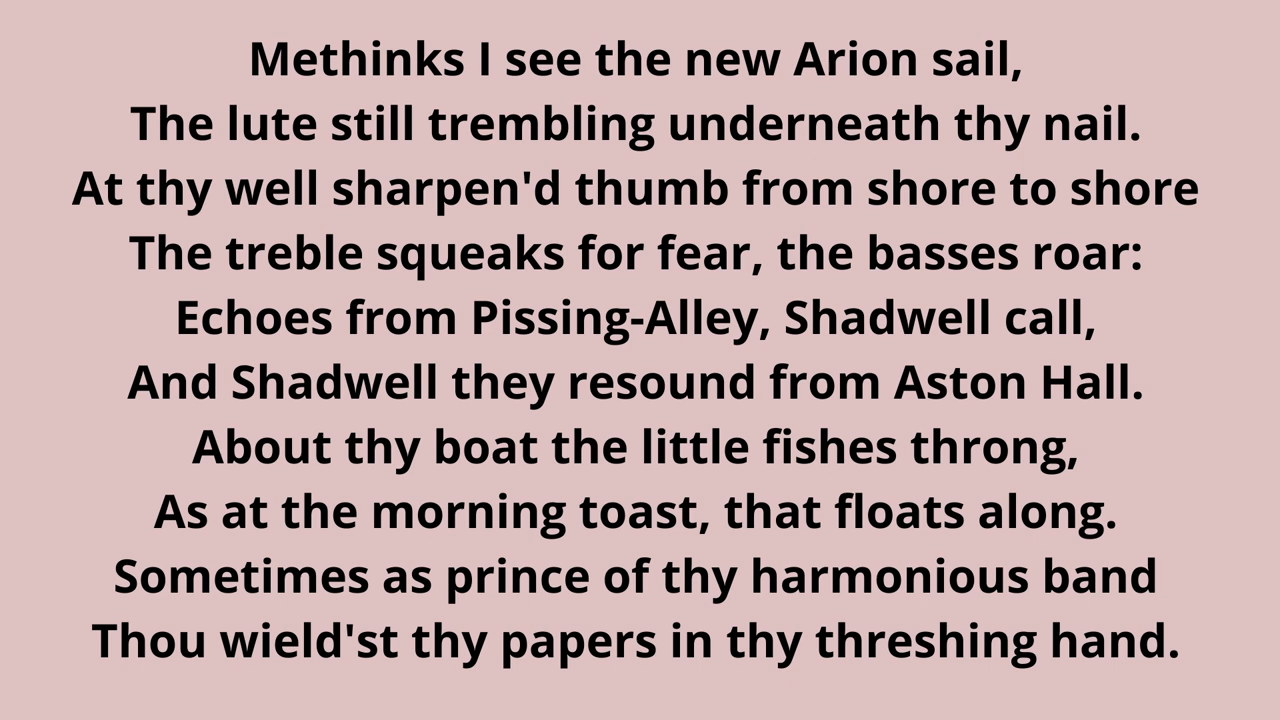 Methinks I see the new Arion sail,
The lute still trembling underneath thy nail.
At thy well sharpen'd thumb from shore to shore
The treble squeaks for fear, the basses roar:
Echoes from Pissing-Alley, Shadwell call,
And Shadwell they resound from Aston Hall.
About thy boat the little fishes throng,
As at the morning toast, that floats along.
Sometimes as prince of thy harmonious band
Thou wield'st thy papers in thy threshing hand.